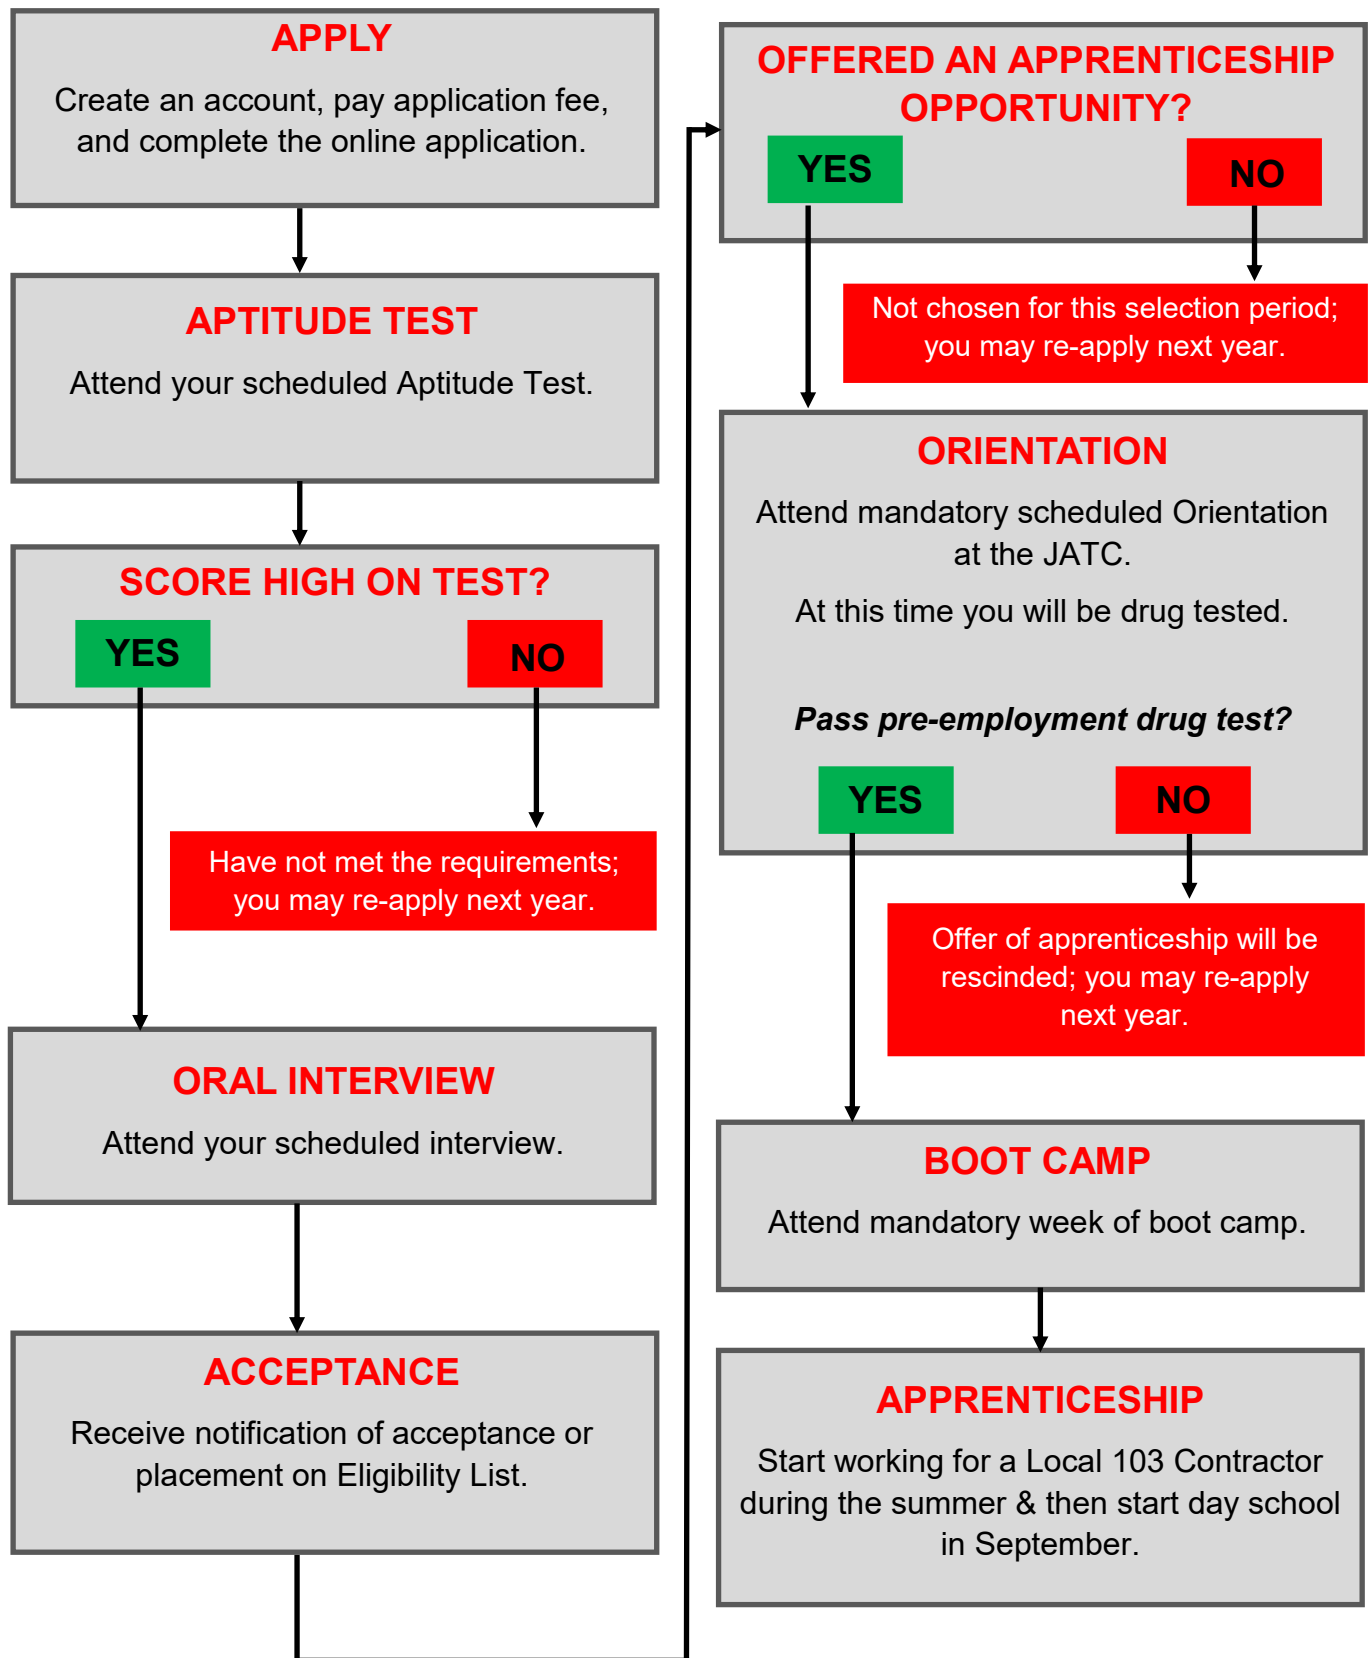 APPLY
Create an account, pay application fee,
and complete the online application.
APTITUDE TEST
Attend your scheduled Aptitude Test.
SCORE HIGH ON TEST?
YES
NO
Have not met the requirements;
you may re-apply next year.
ORAL INTERVIEW
Attend your scheduled interview.
ACCEPTANCE
Receive notification of acceptance or
placement on Eligibility List.
OFFERED AN APPRENTICESHIP
OPPORTUNITY?
YES
NO
Not chosen for this selection period;
you may re-apply next year.
ORIENTATION
Attend mandatory scheduled Orientation
at the JATC.
At this time you will be drug tested.
Pass pre-employment drug test?
YES
NO
Offer of apprenticeship will be
rescinded; you may re-apply
next year.
BOOT CAMP
Attend mandatory week of boot camp.
APPRENTICESHIP
Start working for a Local 103 Contractor
during the summer & then start day school
in September.